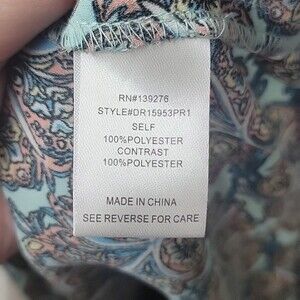 RN#139276
STYLE#DR15953PR1
SELF
100%POLYESTER
CONTRAST
100%POLYESTER
MADE IN CHINA
SEE REVERSE FOR CARE